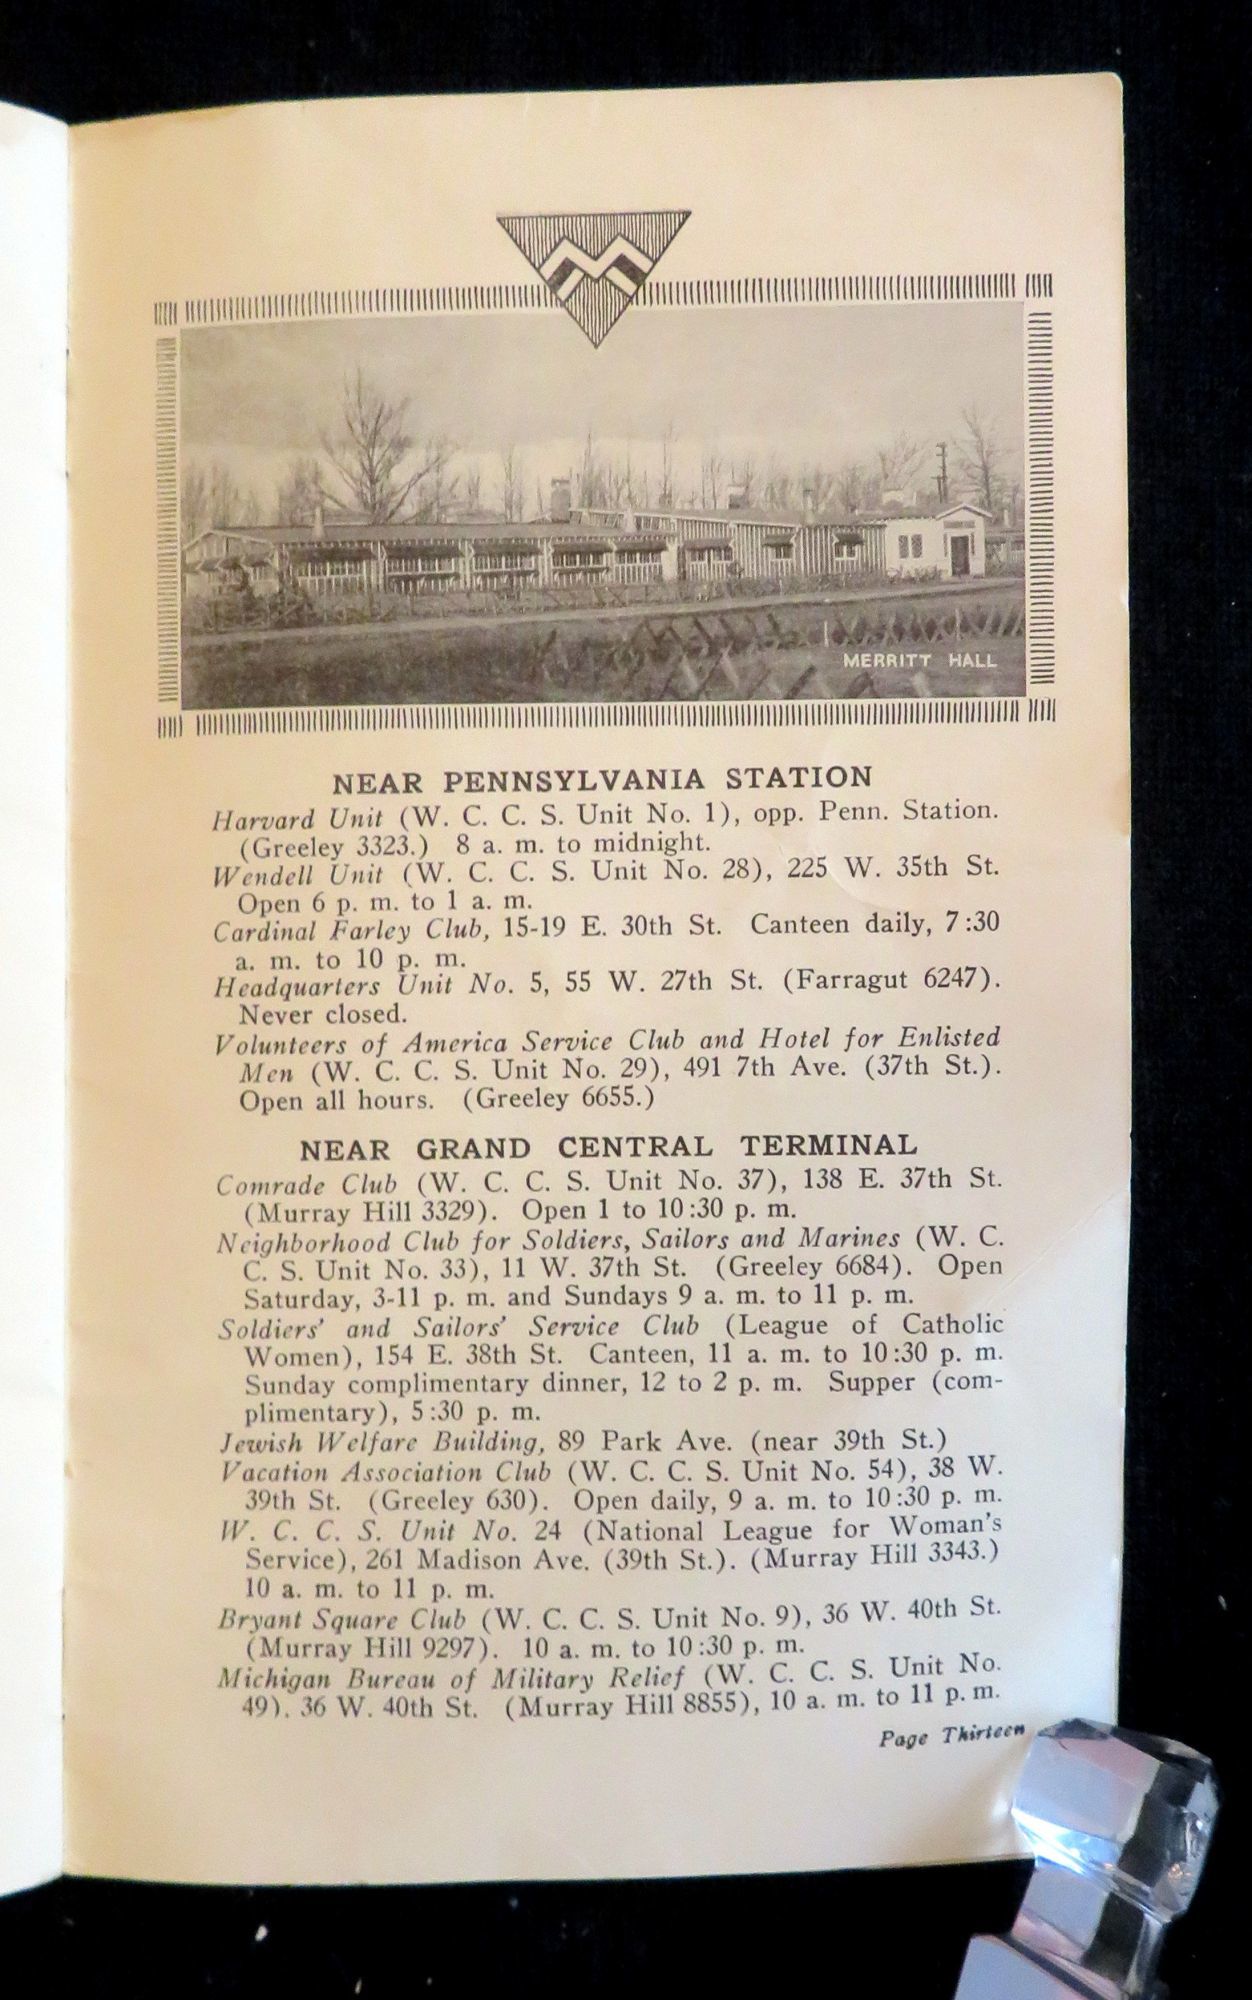 MERRITT HALL
NEAR PENNSYLVANIA STATION
Harvard Unit (W. C. C. S. Unit No. 1), opp. Penn. Station.
(Greeley 3323.) 8 a. m. to midnight.
Wendell Unit (W. C. C. S. Unit No. 28), 225 W. 35th St.
Open 6 p. m. to 1 a. m.
Cardinal Farley Club, 15-19 E. 30th St. Canteen daily, 7:30
a. m. to 10 p. m.
Headquarters Unit No. 5, 55 W. 27th St. (Farragut 6247).
Never closed.
Volunteers of America Service Club and Hotel for Enlisted
Men (W. C. C. S. Unit No. 29), 491 7th Ave. (37th St.).
Open all hours. (Greeley 6655.)
NEAR GRAND CENTRAL TERMINAL
Comrade Club (W. C. C. S. Unit No. 37), 138 E. 37th St.
(Murray Hill 3329). Open 1 to 10:30 p. m.
Neighborhood Club for Soldiers, Sailors and Marines (W. C.
C. S. Unit No. 33), 11 W. 37th St. (Greeley 6684). Open
Saturday, 3-11 p. m. and Sundays 9 a. m. to 11 p. m.
Soldiers' and Sailors' Service Club (League of Catholic
Women), 154 E. 38th St. Canteen, 11 a. m. to 10:30 p. m.
Sunday complimentary dinner, 12 to 2 p. m. Supper (com-
plimentary), 5:30 p. m.
Jewish Welfare Building, 89 Park Ave. (near 39th St.)
Vacation Association Club (W. C. C. S. Unit No. 54), 38 W.
39th St. (Greeley 630). Open daily, 9 a. m. to 10:30 p. m.
W. C. C. S. Unit No. 24 (National League for Woman's
Service), 261 Madison Ave. (39th St.). (Murray Hill 3343.)
10 a. m. to 11 p. m.
Bryant Square Club (W. C. C. S. Unit No. 9), 36 W. 40th St.
(Murray Hill 9297). 10 a. m. to 10:30 p. m.
Michigan Bureau of Military Relief (W. C. C. S. Unit No.
49). 36 W. 40th St. (Murray Hill 8855), 10 a. m. to 11 p. m.
Page Thirteen